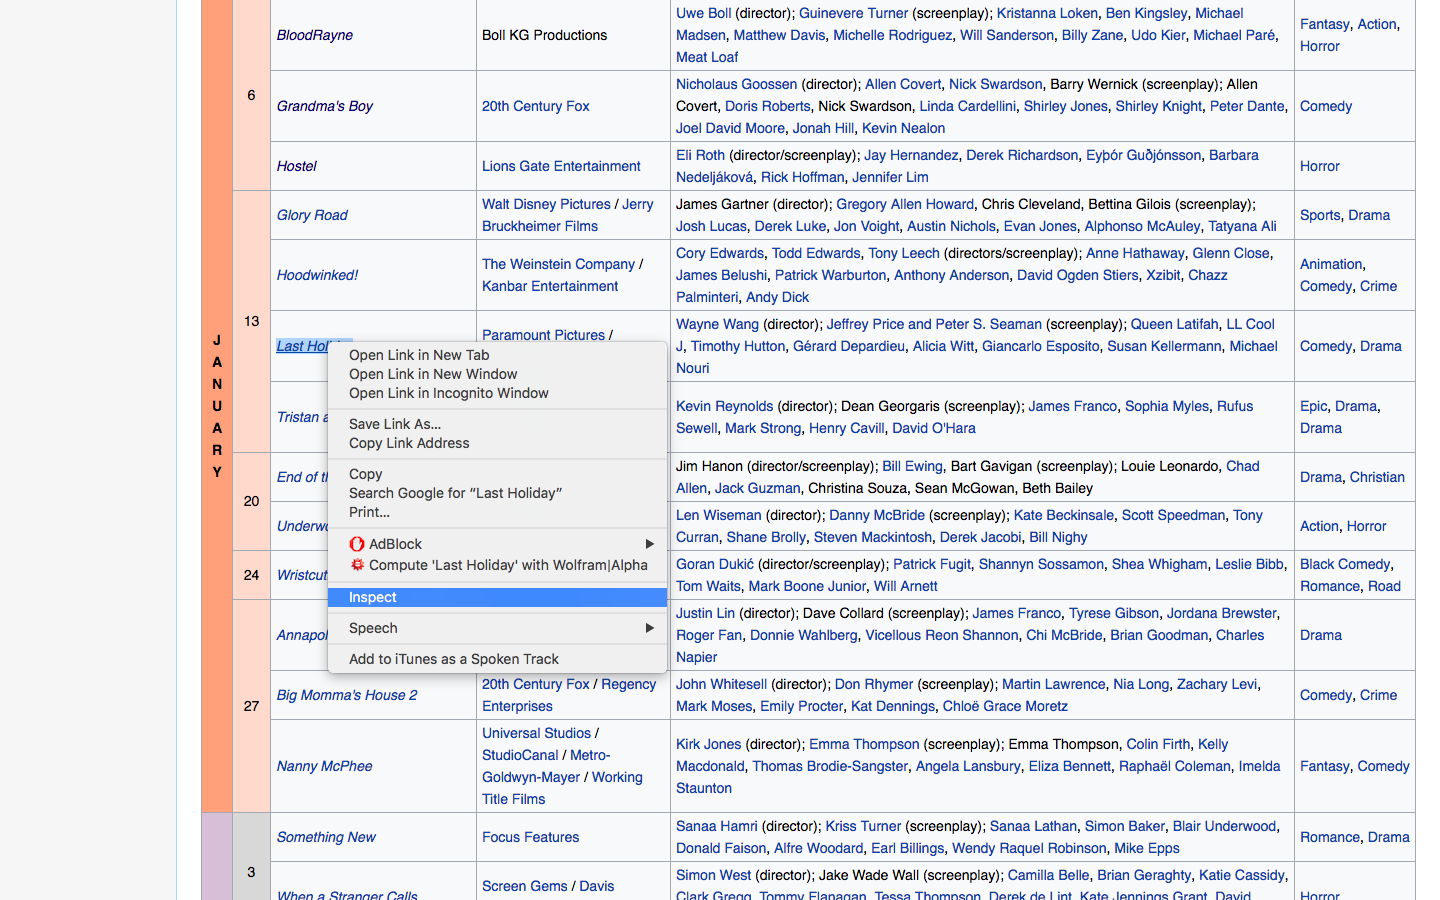 J
A
N
U
A
R
Y
6
BloodRayne
Boll KG Productions
Uwe Boll (director); Guinevere Turner (screenplay); Kristanna Loken, Ben Kingsley, Michael
Madsen, Matthew Davis, Michelle Rodriguez, Will Sanderson, Billy Zane, Udo Kier, Michael Paré,
Meat Loaf
Fantasy, Action,
Horror
Grandma's Boy
20th Century Fox
Nicholaus Goossen (director); Allen Covert, Nick Swardson, Barry Wernick (screenplay); Allen
Covert, Doris Roberts, Nick Swardson, Linda Cardellini, Shirley Jones, Shirley Knight, Peter Dante,
Joel David Moore, Jonah Hill, Kevin Nealon
Comedy
Hostel
Lions Gate Entertainment
Eli Roth (director/screenplay); Jay Hernandez, Derek Richardson, Eyþór Guðjónsson, Barbara
Nedeljáková, Rick Hoffman, Jennifer Lim
Horror
13
Glory Road
Walt Disney Pictures / Jerry
Bruckheimer Films
James Gartner (director); Gregory Allen Howard, Chris Cleveland, Bettina Gilois (screenplay);
Josh Lucas, Derek Luke, Jon Voight, Austin Nichols, Evan Jones, Alphonso McAuley, Tatyana Ali
Sports, Drama
Hoodwinked!
The Weinstein Company /
Kanbar Entertainment
Cory Edwards, Todd Edwards, Tony Leech (directors/screenplay); Anne Hathaway, Glenn Close,
James Belushi, Patrick Warburton, Anthony Anderson, David Ogden Stiers, Xzibit, Chazz
Palminteri, Andy Dick
Animation,
Comedy, Crime
Last Hol
Paramount Pictures /
Wayne Wang (director); Jeffrey Price and Peter S. Seaman (screenplay); Queen Latifah, LL Cool
J, Timothy Hutton, Gérard Depardieu, Alicia Witt, Giancarlo Esposito, Susan Kellermann, Michael
Nouri
Comedy, Drama
Tristan a
Kevin Reynolds (director); Dean Georgaris (screenplay); James Franco, Sophia Myles, Rufus
Sewell, Mark Strong, Henry Cavill, David O'Hara
Epic, Drama,
Drama
20
End of th
Jim Hanon (director/screenplay); Bill Ewing, Bart Gavigan (screenplay); Louie Leonardo, Chad
Allen, Jack Guzman, Christina Souza, Sean McGowan, Beth Bailey
Drama, Christian
Underwo
Len Wiseman (director); Danny McBride (screenplay); Kate Beckinsale, Scott Speedman, Tony
Curran, Shane Brolly, Steven Mackintosh, Derek Jacobi, Bill Nighy
Action, Horror
24
Wristcut
Goran Dukić (director/screenplay); Patrick Fugit, Shannyn Sossamon, Shea Whigham, Leslie Bibb,
Tom Waits, Mark Boone Junior, Will Arnett
Black Comedy,
Romance, Road
27
Annapol
Justin Lin (director); Dave Collard (screenplay); James Franco, Tyrese Gibson, Jordana Brewster,
Roger Fan, Donnie Wahlberg, Vicellous Reon Shannon, Chi McBride, Brian Goodman, Charles
Napier
Drama
Big Momma's House 2
20th Century Fox / Regency
Enterprises
John Whitesell (director); Don Rhymer (screenplay); Martin Lawrence, Nia Long, Zachary Levi,
Mark Moses, Emily Procter, Kat Dennings, Chloë Grace Moretz
Comedy, Crime
Nanny McPhee
Universal Studios /
StudioCanal / Metro-
Goldwyn-Mayer / Working
Title Films
Kirk Jones (director); Emma Thompson (screenplay); Emma Thompson, Colin Firth, Kelly
Macdonald, Thomas Brodie-Sangster, Angela Lansbury, Eliza Bennett, Raphaël Coleman, Imelda
Staunton
Fantasy, Comedy
3
Something New
Focus Features
Sanaa Hamri (director); Kriss Turner (screenplay); Sanaa Lathan, Simon Baker, Blair Underwood,
Donald Faison, Alfre Woodard, Earl Billings, Wendy Raquel Robinson, Mike Epps
Romance, Drama
When a Stranger Calls
Screen Gems / Davis
Simon West (director); Jake Wade Wall (screenplay); Camilla Belle, Brian Geraghty, Katie Cassidy,
Clark Gregg, Tommy Flanagan, Tessa Thompson, Derek de Lint, Kate Jennings Grant, David
Horror
Open Link in New Tab
Open Link in New Window
Open Link in Incognito Window
Save Link As...
Copy Link Address
Copy
Search Google for “Last Holiday”
Print...
AdBlock
Compute 'Last Holiday' with Wolfram|Alpha
Inspect
Speech
Add to iTunes as a Spoken Track